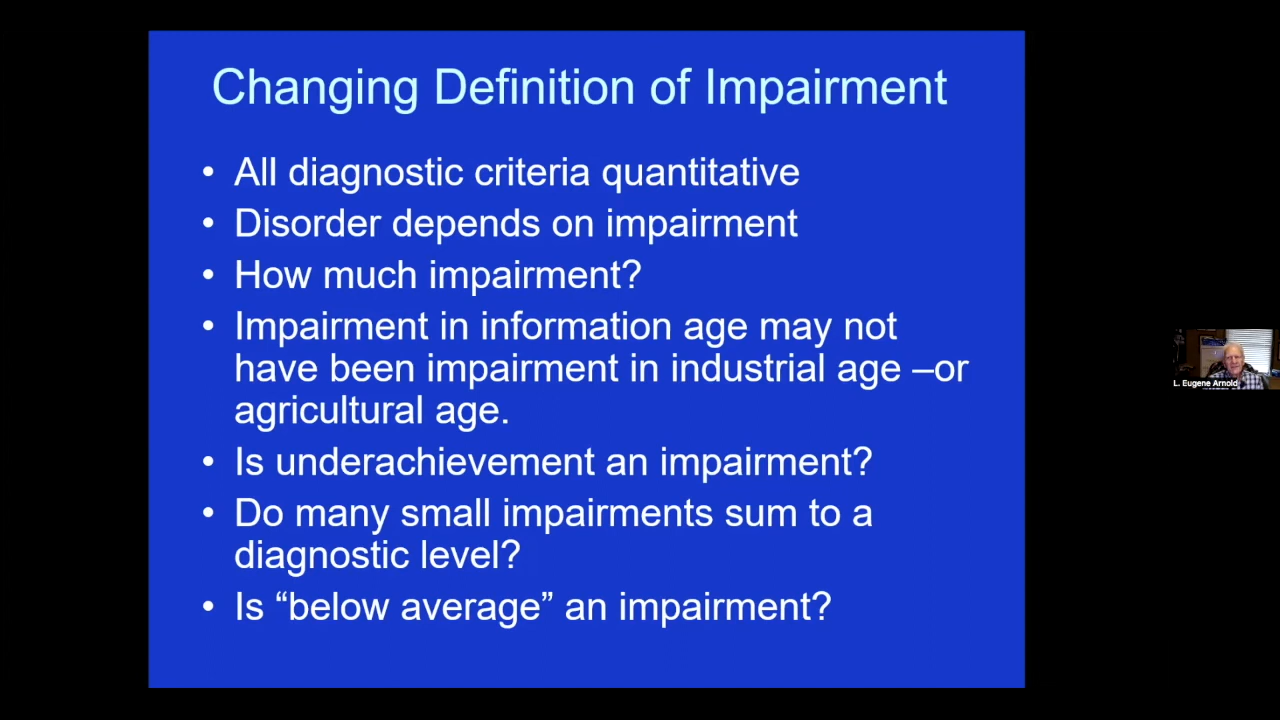 Changing Definition of Impairment
• All diagnostic criteria quantitative
• Disorder depends on impairment
• How much impairment?
• Impairment in information age may not
have been impairment in industrial age –or
agricultural age.
• Is underachievement an impairment?
• Do many small impairments sum to a
diagnostic level?
• Is “below average” an impairment?
L. Eugene Arnold